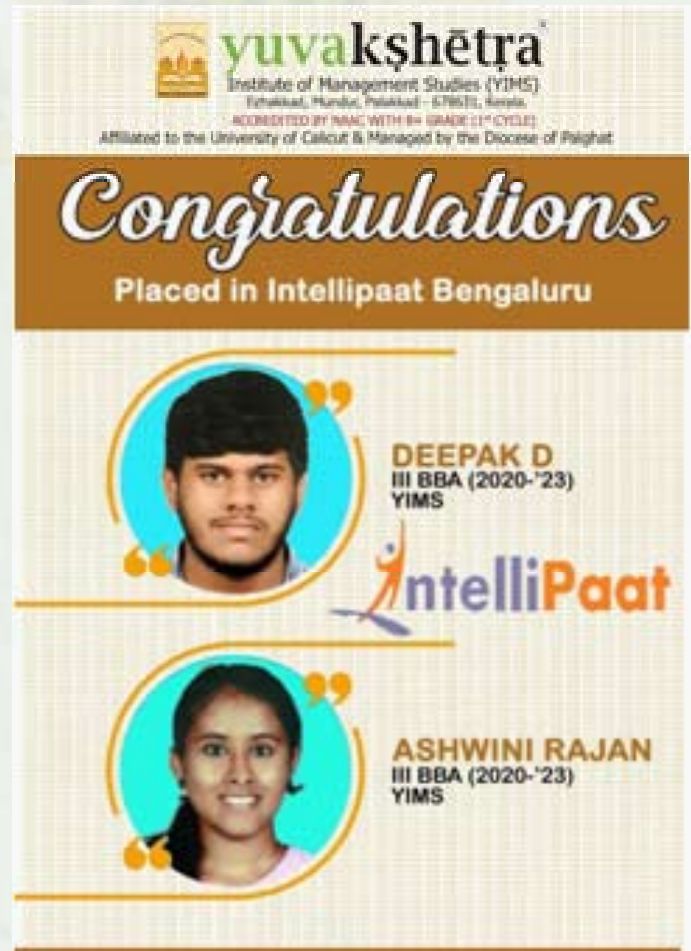 yuvakṣhētṛa
Institute of Management Studies (YIMS)
Ezhakkad, Mundur, Palakkad - 678631, Kerala.
ACCREDITED BY NAAC WITH B+ GRADE (1ST CYCLE)
Affiliated to the University of Calicut & Managed by the Diocese of Palghat
Congratulations
Placed in Intellipaat Bengaluru
DEEPAK D
III BBA (2020-'23)
YIMS
IntelliPaat
ASHWINI RAJAN
III BBA (2020-'23)
YIMS